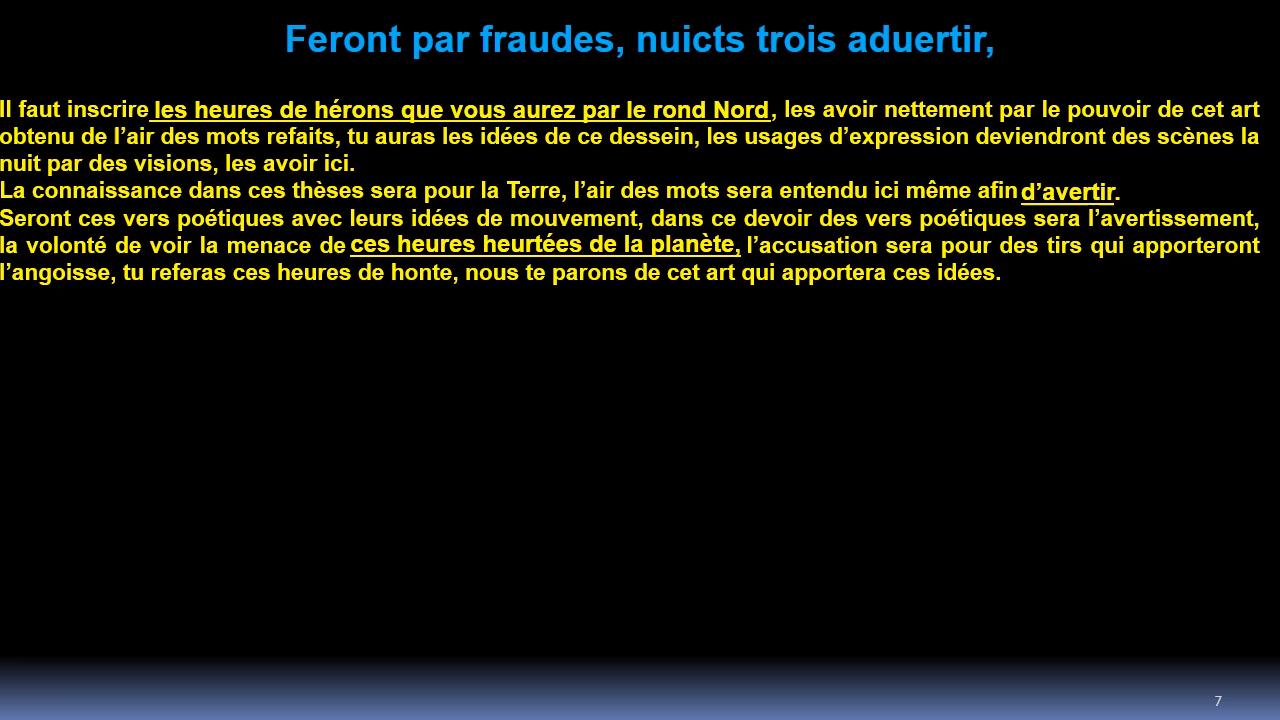 Feront par fraudes, nuicts trois aduertir,
Il faut inscrire les heures de hérons que vous aurez par le rond Nord, les avoir nettement par le pouvoir de cet art
obtenu de l’air des mots refaits, tu auras les idées de ce dessein, les usages d’expression deviendront des scènes la
nuit par des visions, les avoir ici.
La connaissance dans ces thèses sera pour la Terre, l’air des mots sera entendu ici même afin d’avertir.
Seront ces vers poétiques avec leurs idées de mouvement, dans ce devoir des vers poétiques sera l’avertissement,
la volonté de voir la menace de ces heures heurtées de la planète, l’accusation sera pour des tirs qui apporteront
l’angoisse, tu referas ces heures de honte, nous te parons de cet art qui apportera ces idées.
7